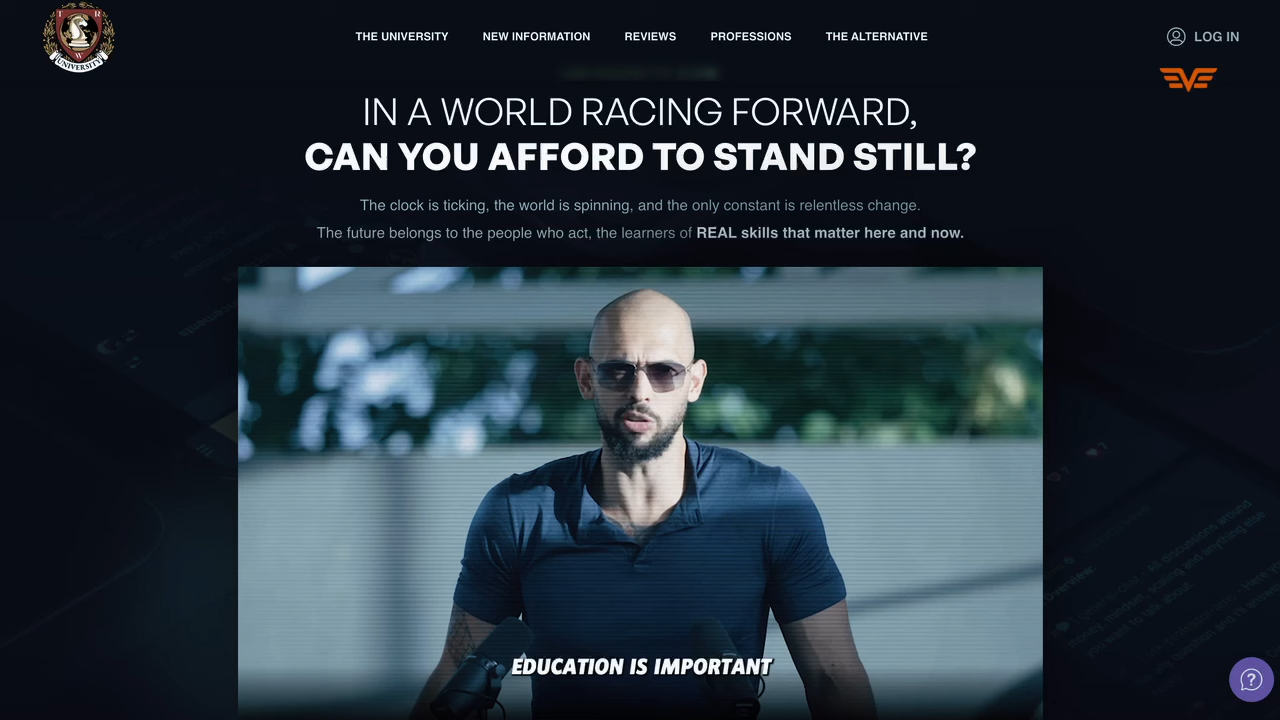 T R
W
UNIVERSITY
THE UNIVERSITY
NEW INFORMATION
REVIEWS
PROFESSIONS
THE ALTERNATIVE
LOG IN
IN A WORLD RACING FORWARD,
CAN YOU AFFORD TO STAND STILL?
The clock is ticking, the world is spinning, and the only constant is relentless change.
The future belongs to the people who act, the learners of REAL skills that matter here and now.
EDUCATION IS IMPORTANT